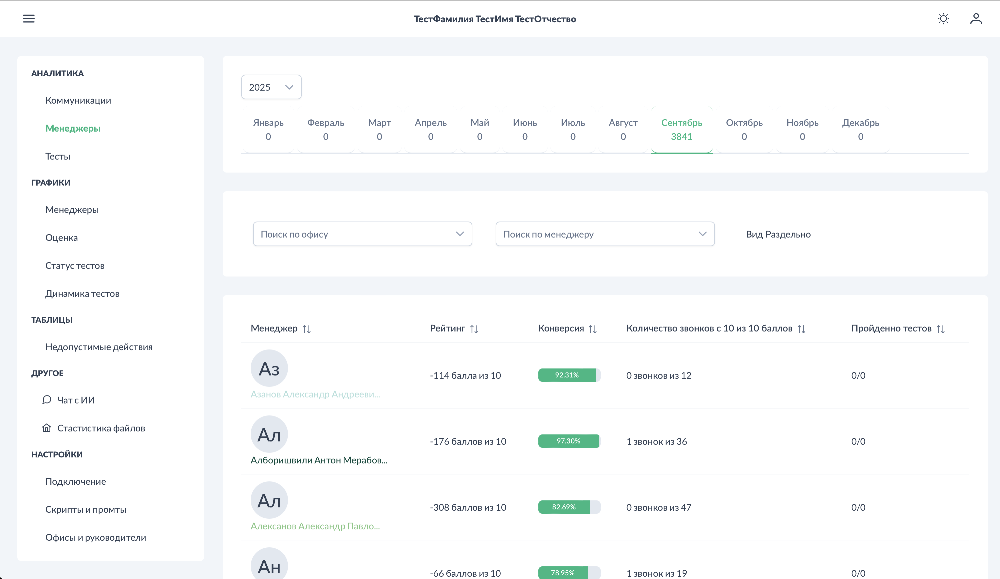 ТестФамилия ТестИмя ТестОтчество
АНАЛИТИКА
Коммуникации
Менеджеры
Тесты
ГРАФИКИ
Менеджеры
Оценка
Статус тестов
Динамика тестов
ТАБЛИЦЫ
Недопустимые действия
ДРУГОЕ
Чат с ИИ
Стастистика файлов
НАСТРОЙКИ
Подключение
Скрипты и промты
Офисы и руководители
2025
Январь Февраль Март Апрель Май Июнь Июль Август Сентябрь Октябрь Ноябрь Декабрь
0 0 0 0 0 0 0 0 3841 0 0 0
Поиск по офису Поиск по менеджеру Вид Раздельно
Менеджер Рейтинг Конверсия Количество звонков с 10 из 10 баллов Пройденно тестов
Аз
-114 балла из 10 92.31% 0 звонков из 12 0/0
Азанов Александр Андрееви...
Ал
-176 баллов из 10 97.30% 1 звонок из 36 0/0
Алборишвили Антон Мерабов...
Ал
-308 баллов из 10 82.69% 0 звонков из 47 0/0
Алексанов Александр Павло...
Ан
-66 баллов из 10 78.95% 1 звонок из 19 0/0